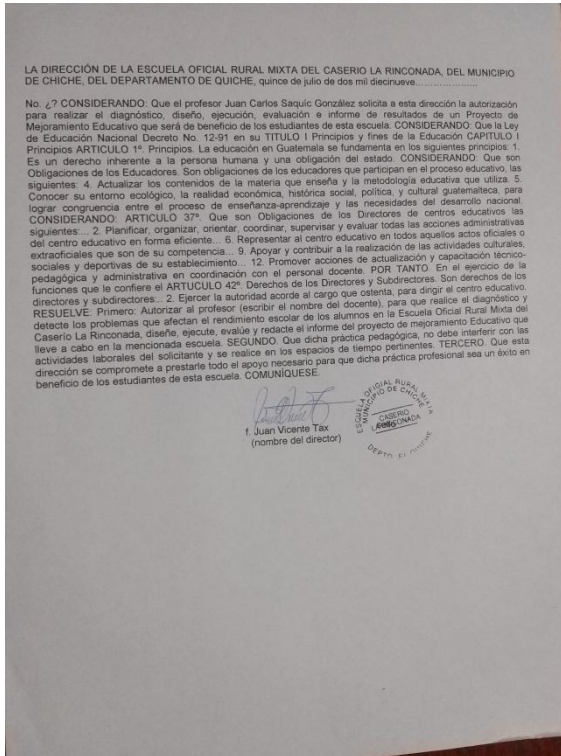 LA DIRECCIÓN DE LA ESCUELA OFICIAL RURAL MIXTA DEL CASERIO LA RINCONADA, DEL MUNICIPIO
DE CHICHE, DEL DEPARTAMENTO DE QUICHE, quince de julio de dos mil diecinueve.....................
No. ¿? CONSIDERANDO: Que el profesor Juan Carlos Saquíc González solicita a esta dirección la autorización
para realizar el diagnóstico, diseño, ejecución, evaluación e informe de resultados de un Proyecto de
Mejoramiento Educativo que será de beneficio de los estudiantes de esta escuela. CONSIDERANDO: Que la Ley
de Educación Nacional Decreto No. 12-91 en su TITULO I Principios y fines de la Educación CAPITULO I
Principios ARTICULO 1º. Principios. La educación en Guatemala se fundamenta en los siguientes principios: 1.
Es un derecho inherente a la persona humana y una obligación del estado. CONSIDERANDO: Que son
Obligaciones de los Educadores. Son obligaciones de los educadores que participan en el proceso educativo, las
siguientes: 4. Actualizar los contenidos de la materia que enseña y la metodología educativa que utiliza. 5.
Conocer su entorno ecológico, la realidad económica, histórica social, política, y cultural guatemalteca, para
lograr congruencia entre el proceso de enseñanza-aprendizaje y las necesidades del desarrollo nacional.
CONSIDERANDO: ARTICULO 37º. Que son Obligaciones de los Directores de centros educativos las
siguientes:... 2. Planificar, organizar, orientar, coordinar, supervisar y evaluar todas las acciones administrativas
del centro educativo en forma eficiente... 6. Representar al centro educativo en todos aquellos actos oficiales o
extraoficiales que son de su competencia... 9. Apoyar y contribuir a la realización de las actividades culturales,
sociales y deportivas de su establecimiento... 12. Promover acciones de actualización y capacitación técnico-
pedagógica y administrativa en coordinación con el personal docente. POR TANTO. En el ejercicio de la
funciones que le confiere el ARTUCULO 42º. Derechos de los Directores y Subdirectores. Son derechos de los
directores y subdirectores:.. 2. Ejercer la autoridad acorde al cargo que ostenta, para dirigir el centro educativo.
RESUELVE: Primero: Autorizar al profesor (escribir el nombre del docente), para que realice el diagnóstico y
detecte los problemas que afectan el rendimiento escolar de los alumnos en la Escuela Oficial Rural Mixta del
Caserío La Rinconada, diseñe, ejecute, evalúe y redacte el informe del proyecto de mejoramiento Educativo que
lleve a cabo en la mencionada escuela. SEGUNDO. Que dicha práctica pedagógica, no debe interferir con las
actividades laborales del solicitante y se realice en los espacios de tiempo pertinentes. TERCERO. Que esta
dirección se compromete a prestarle todo el apoyo necesario para que dicha práctica profesional sea un éxito en
beneficio de los estudiantes de esta escuela. COMUNÍQUESE.
f. Juan Vicente Tax
(nombre del director)
ESCUELA OFICIAL RURAL MIXTA
MUNICIPIO DE CHICHE,
CASERIO
LA RINCONADA
sello
DEPTO. EL QUICHE